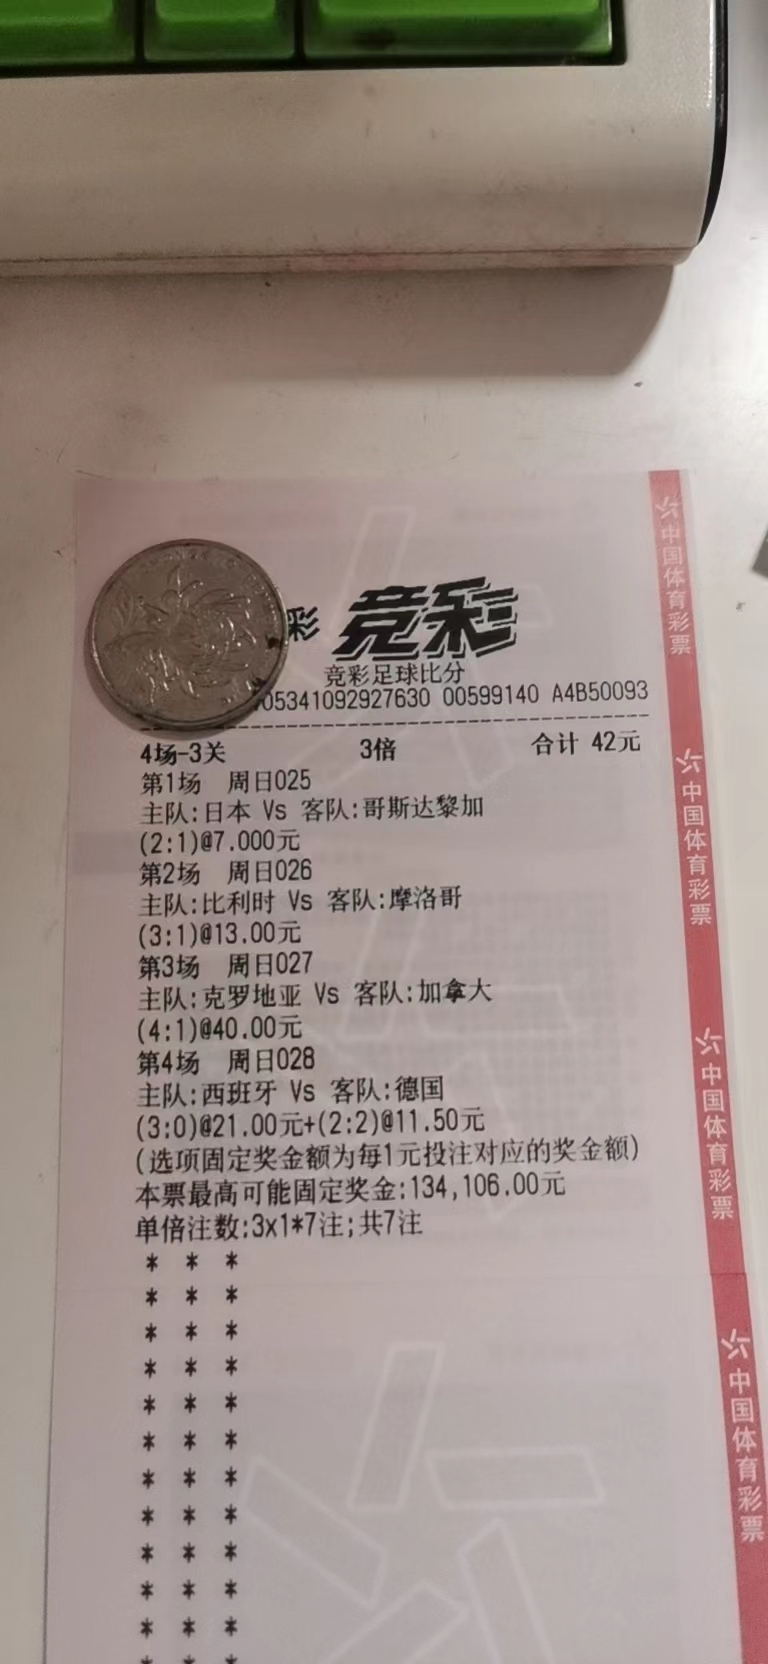 彩 竞彩
竞彩足球比分
05341092927630 00599140 A4B50093
4场-3关 3倍 合计 42元
第1场 周日025
主队:日本 Vs 客队:哥斯达黎加
(2:1)@7.000元
第2场 周日026
主队:比利时 Vs 客队:摩洛哥
(3:1)@13.00元
第3场 周日027
主队:克罗地亚 Vs 客队:加拿大
(4:1)@40.00元
第4场 周日028
主队:西班牙 Vs 客队:德国
(3:0)@21.00元+(2:2)@11.50元
(选项固定奖金额为每1元投注对应的奖金额)
本票最高可能固定奖金:134,106.00元
单倍注数:3x1*7注;共7注
* * *
* * *
* * *
* * *
* * *
* * *
* * *
* * *
* * *
* * *
* * *
* * *
中国体育彩票
中国体育彩票
中国体育彩票
中国体育彩票